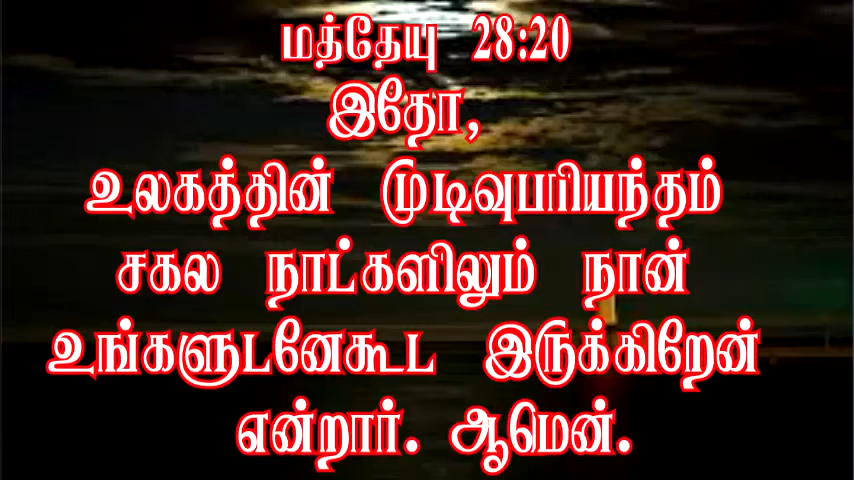 மத்தேயு 28:20
இதோ,
உலகத்தின் முடிவுபரியந்தம்
சகல நாட்களிலும் நான்
உங்களுடனேகூட இருக்கிறேன்
என்றார். ஆமென்.